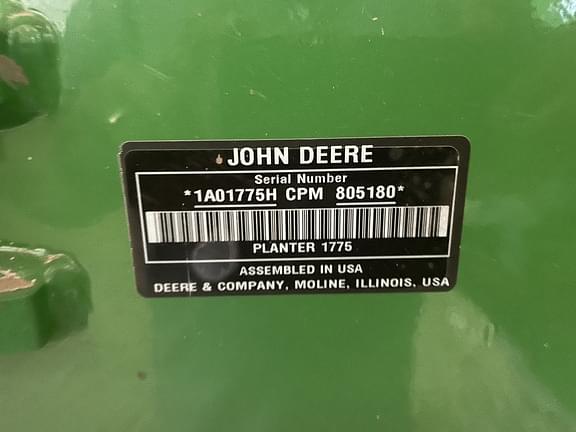 JOHN DEERE
Serial Number
*1A01775H CPM 805180*
PLANTER 1775
ASSEMBLED IN USA
DEERE & COMPANY, MOLINE, ILLINOIS, USA